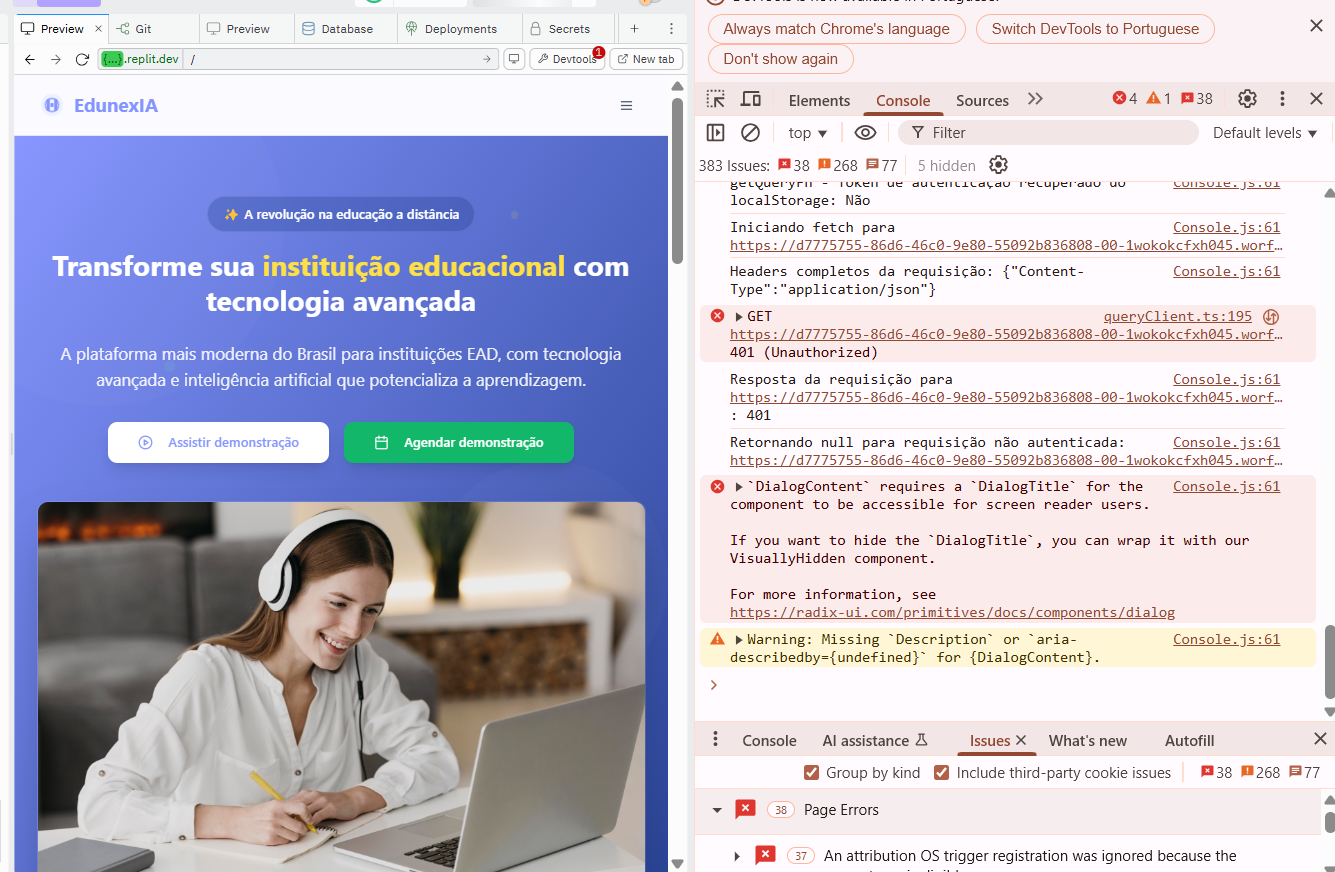 Preview
Git
Preview
Database
Deployments
Secrets
{...}.replit.dev
/
Devtools
1
New tab
EdunexIA
✨ A revolução na educação a distância
Transforme sua instituição educacional com
tecnologia avançada
A plataforma mais moderna do Brasil para instituições EAD, com tecnologia
avançada e inteligência artificial que potencializa a aprendizagem.
Assistir demonstração
Agendar demonstração
DevTools is now available in Portuguese.
Always match Chrome's language
Switch DevTools to Portuguese
Don't show again
Elements
Console
Sources
4
1
38
top
Filter
Default levels
383 Issues:
38
268
77
5 hidden
getQueryFn - Token de autenticação recuperado do
Console.js:61
localStorage: Não
Iniciando fetch para
Console.js:61
https://d7775755-86d6-46c0-9e80-55092b836808-00-1wokokcfxh045.worf…
Headers completos da requisição: {"Content-
Console.js:61
Type":"application/json"}
GET
queryClient.ts:195
https://d7775755-86d6-46c0-9e80-55092b836808-00-1wokokcfxh045.worf…
401 (Unauthorized)
Resposta da requisição para
Console.js:61
https://d7775755-86d6-46c0-9e80-55092b836808-00-1wokokcfxh045.worf…
: 401
Retornando null para requisição não autenticada:
Console.js:61
https://d7775755-86d6-46c0-9e80-55092b836808-00-1wokokcfxh045.worf…
`DialogContent` requires a `DialogTitle` for the
Console.js:61
component to be accessible for screen reader users.
If you want to hide the `DialogTitle`, you can wrap it with our
VisuallyHidden component.
For more information, see
https://radix-ui.com/primitives/docs/components/dialog
Warning: Missing `Description` or `aria-
Console.js:61
describedby={undefined}` for {DialogContent}.
Console
AI assistance
Issues
What's new
Autofill
Group by kind
Include third-party cookie issues
38
268
77
38
Page Errors
37
An attribution OS trigger registration was ignored because the